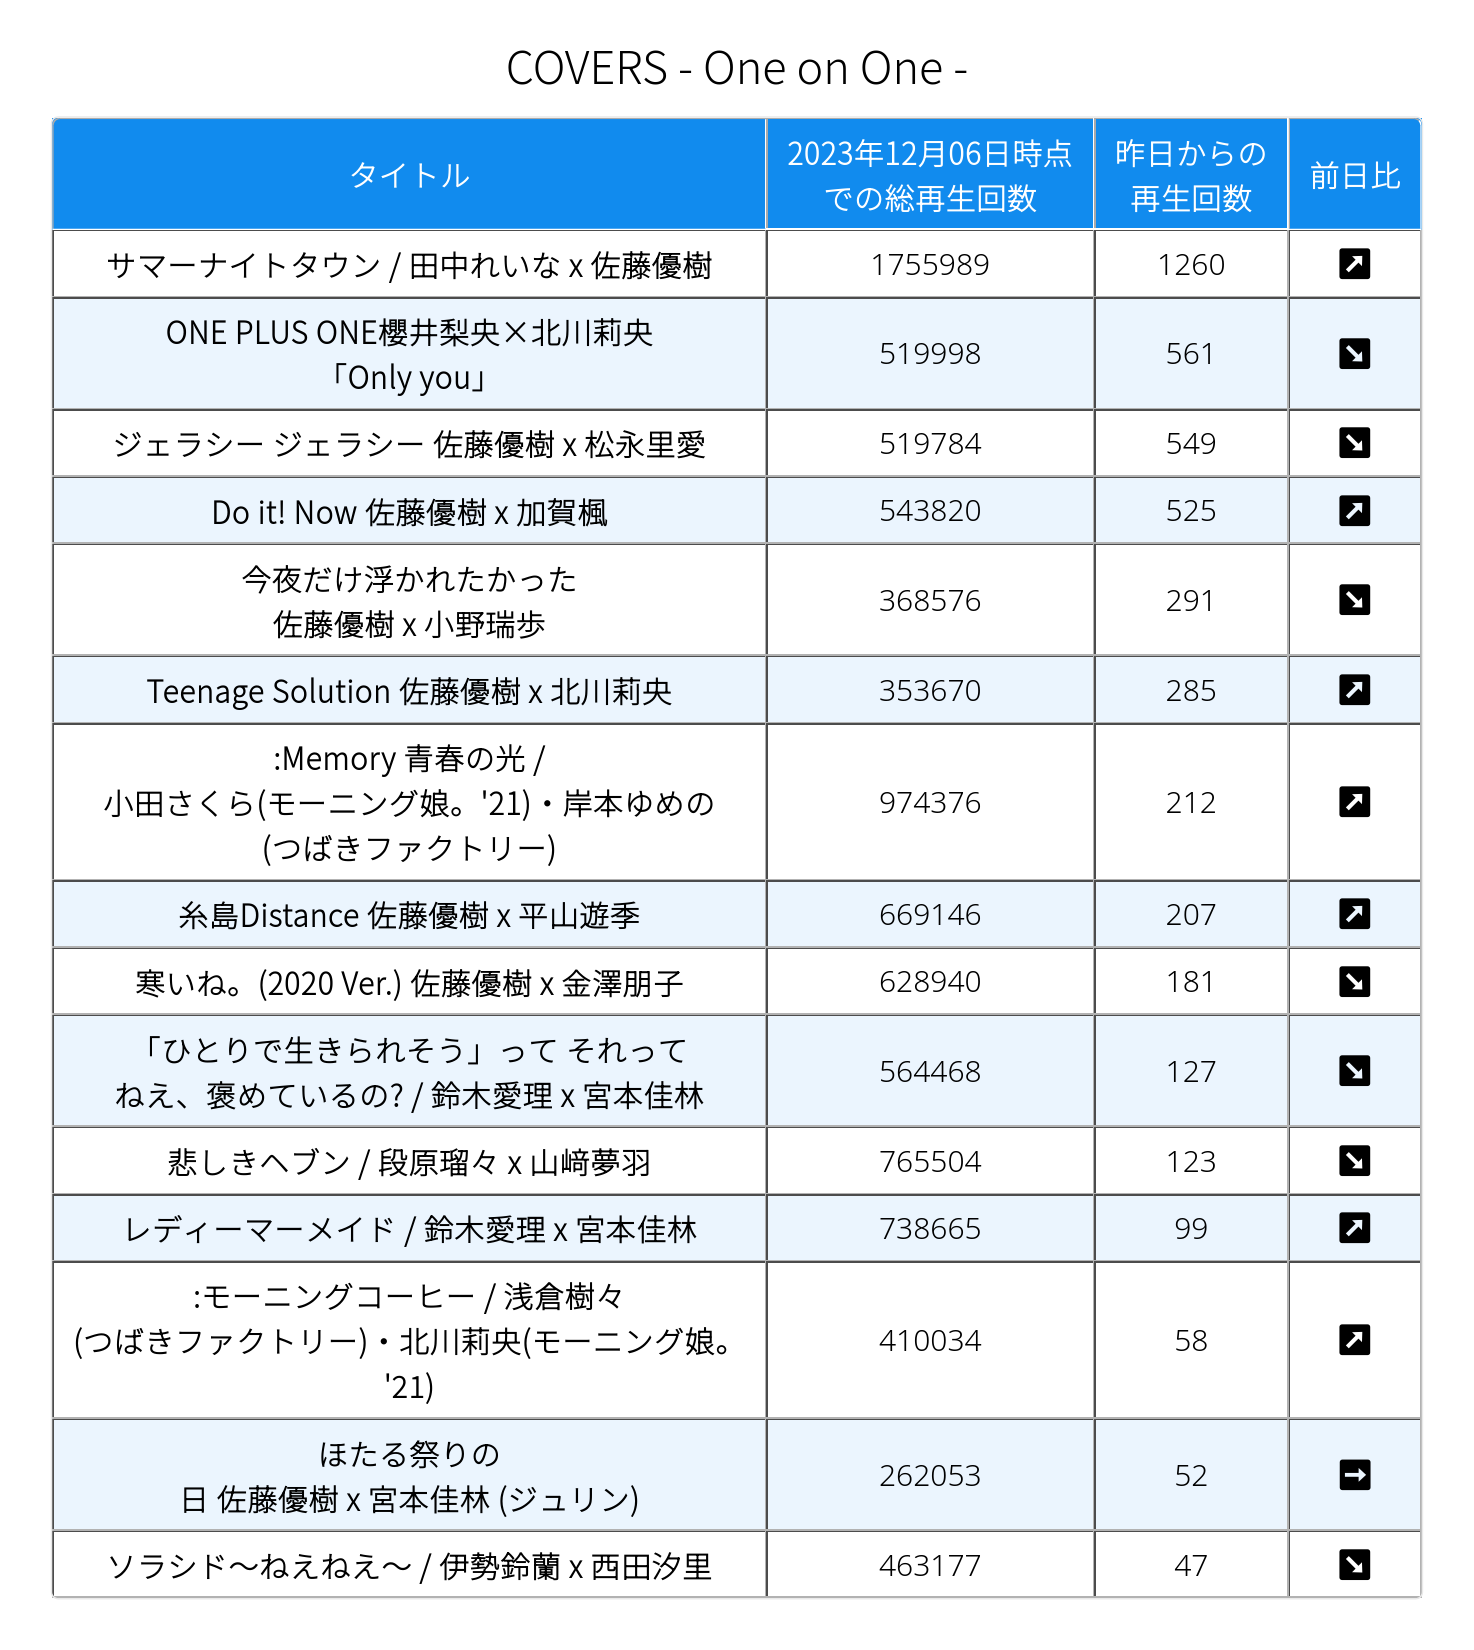 COVERS - One on One -
タイトル
2023年12月06日時点
での総再生回数
昨日からの
再生回数
前日比
サマーナイトタウン / 田中れいな x 佐藤優樹
1755989
1260
ONE PLUS ONE櫻井梨央×北川莉央
「Only you」
519998
561
ジェラシー ジェラシー 佐藤優樹 x 松永里愛
519784
549
Do it! Now 佐藤優樹 x 加賀楓
543820
525
今夜だけ浮かれたかった
佐藤優樹 x 小野瑞歩
368576
291
Teenage Solution 佐藤優樹 x 北川莉央
353670
285
:Memory 青春の光 /
小田さくら(モーニング娘。'21)・岸本ゆめの
(つばきファクトリー)
974376
212
糸島Distance 佐藤優樹 x 平山遊季
669146
207
寒いね。(2020 Ver.) 佐藤優樹 x 金澤朋子
628940
181
「ひとりで生きられそう」って それって
ねえ、褒めているの? / 鈴木愛理 x 宮本佳林
564468
127
悲しきヘブン / 段原瑠々 x 山﨑夢羽
765504
123
レディーマーメイド / 鈴木愛理 x 宮本佳林
738665
99
:モーニングコーヒー / 浅倉樹々
(つばきファクトリー)・北川莉央(モーニング娘。
'21)
410034
58
ほたる祭りの
日 佐藤優樹 x 宮本佳林 (ジュリン)
262053
52
ソラシド～ねえねえ～ / 伊勢鈴蘭 x 西田汐里
463177
47